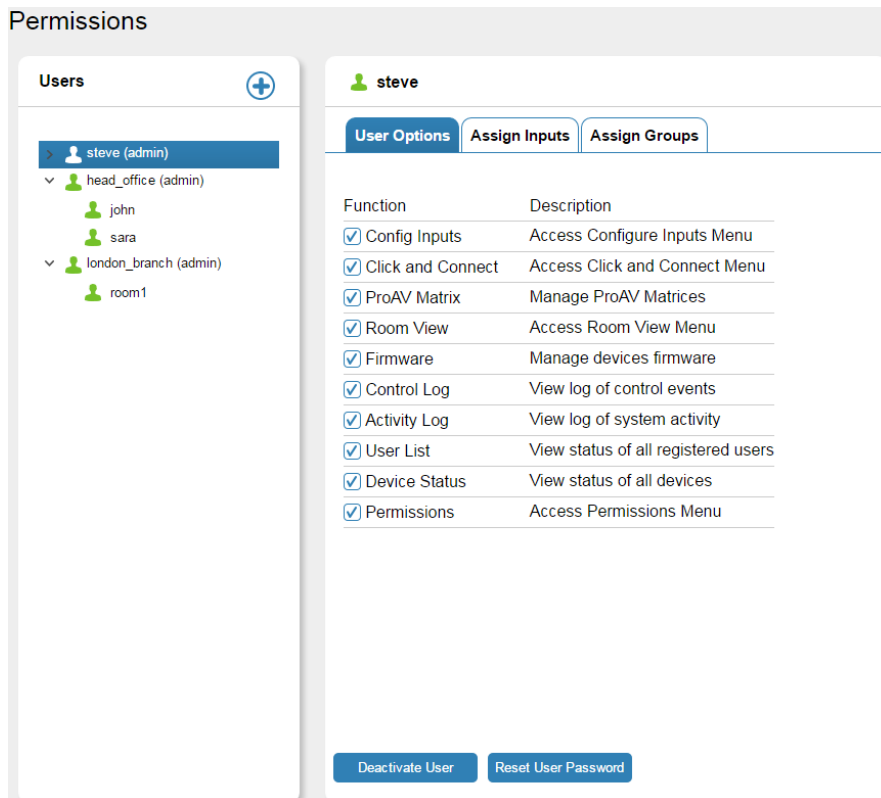 Permissions
Users
steve (admin)
head_office (admin)
john
sara
london_branch (admin)
room1
steve
User Options Assign Inputs Assign Groups
Function Description
Config Inputs Access Configure Inputs Menu
Click and Connect Access Click and Connect Menu
ProAV Matrix Manage ProAV Matrices
Room View Access Room View Menu
Firmware Manage devices firmware
Control Log View log of control events
Activity Log View log of system activity
User List View status of all registered users
Device Status View status of all devices
Permissions Access Permissions Menu
Deactivate User Reset User Password